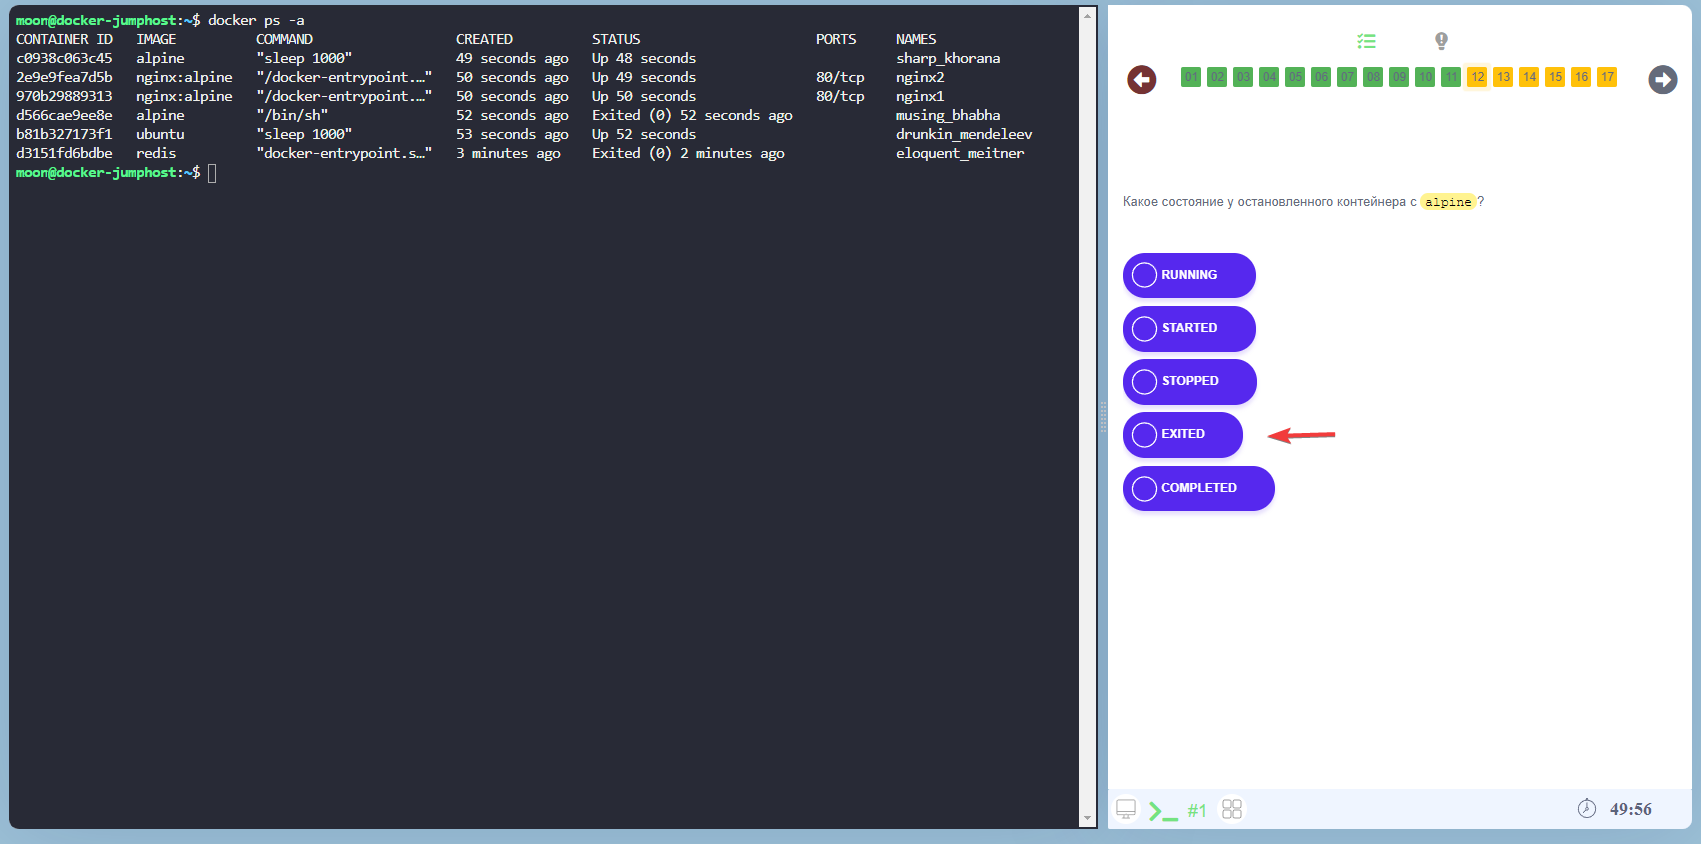 moon@docker-jumphost:~$ docker ps -a
CONTAINER ID   IMAGE          COMMAND                  CREATED          STATUS                      PORTS     NAMES
c0938c063c45   alpine         "sleep 1000"             49 seconds ago   Up 48 seconds                         sharp_khorana
2e9e9fea7d5b   nginx:alpine   "/docker-entrypoint.…"   50 seconds ago   Up 49 seconds               80/tcp    nginx2
970b29889313   nginx:alpine   "/docker-entrypoint.…"   50 seconds ago   Up 50 seconds               80/tcp    nginx1
d566cae9ee8e   alpine         "/bin/sh"                52 seconds ago   Exited (0) 52 seconds ago             musing_bhabha
b81b327173f1   ubuntu         "sleep 1000"             53 seconds ago   Up 52 seconds                         drunkin_mendeleev
d3151fd6bdbe   redis          "docker-entrypoint.s…"   3 minutes ago    Exited (0) 2 minutes ago              eloquent_meitner
moon@docker-jumphost:~$
01 02 03 04 05 06 07 08 09 10 11 12 13 14 15 16 17
Какое состояние у остановленного контейнера с alpine?
RUNNING
STARTED
STOPPED
EXITED
COMPLETED
#1
49:56